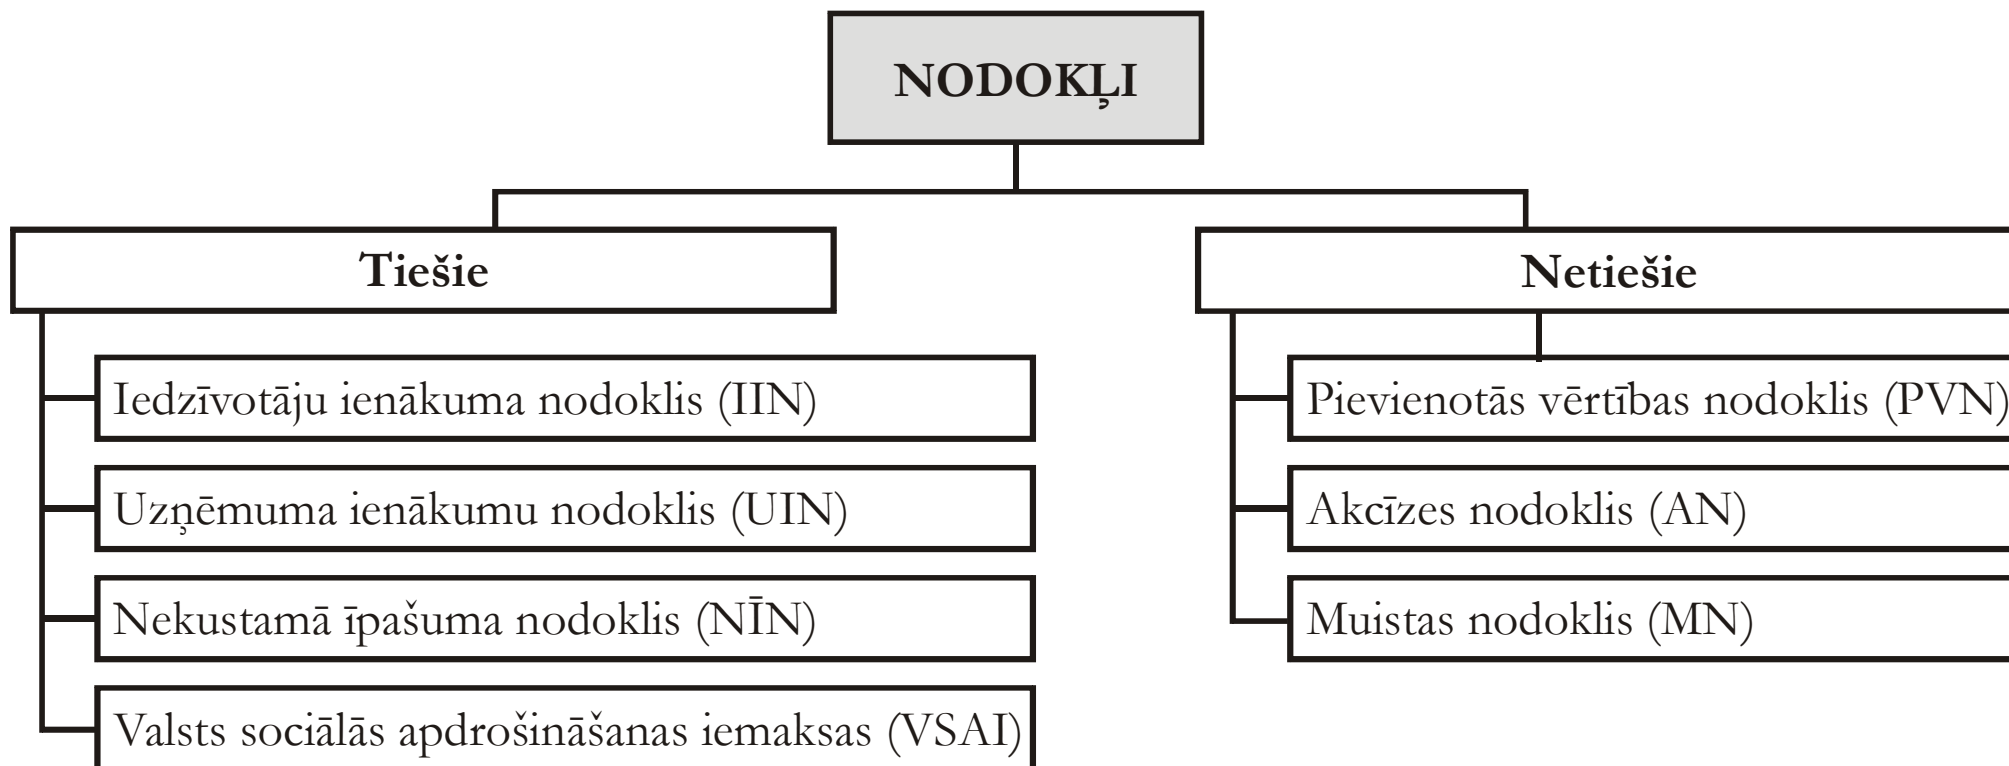 NODOKĻI
Tiešie
Iedzīvotāju ienākuma nodoklis (IIN)
Uzņēmuma ienākumu nodoklis (UIN)
Nekustamā īpašuma nodoklis (NĪN)
Valsts sociālās apdrošināšanas iemaksas (VSAI)
Netiešie
Pievienotās vērtības nodoklis (PVN)
Akcīzes nodoklis (AN)
Muistas nodoklis (MN)